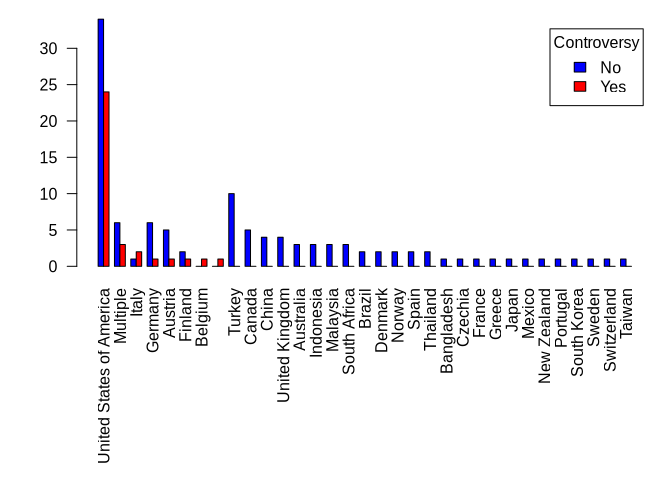 Controversy
No
Yes
30
25
20
15
10
5
0
United States of America
Multiple
Italy
Germany
Austria
Finland
Belgium
Turkey
Canada
China
United Kingdom
Australia
Indonesia
Malaysia
South Africa
Brazil
Denmark
Norway
Spain
Thailand
Bangladesh
Czechia
France
Greece
Japan
Mexico
New Zealand
Portugal
South Korea
Sweden
Switzerland
Taiwan